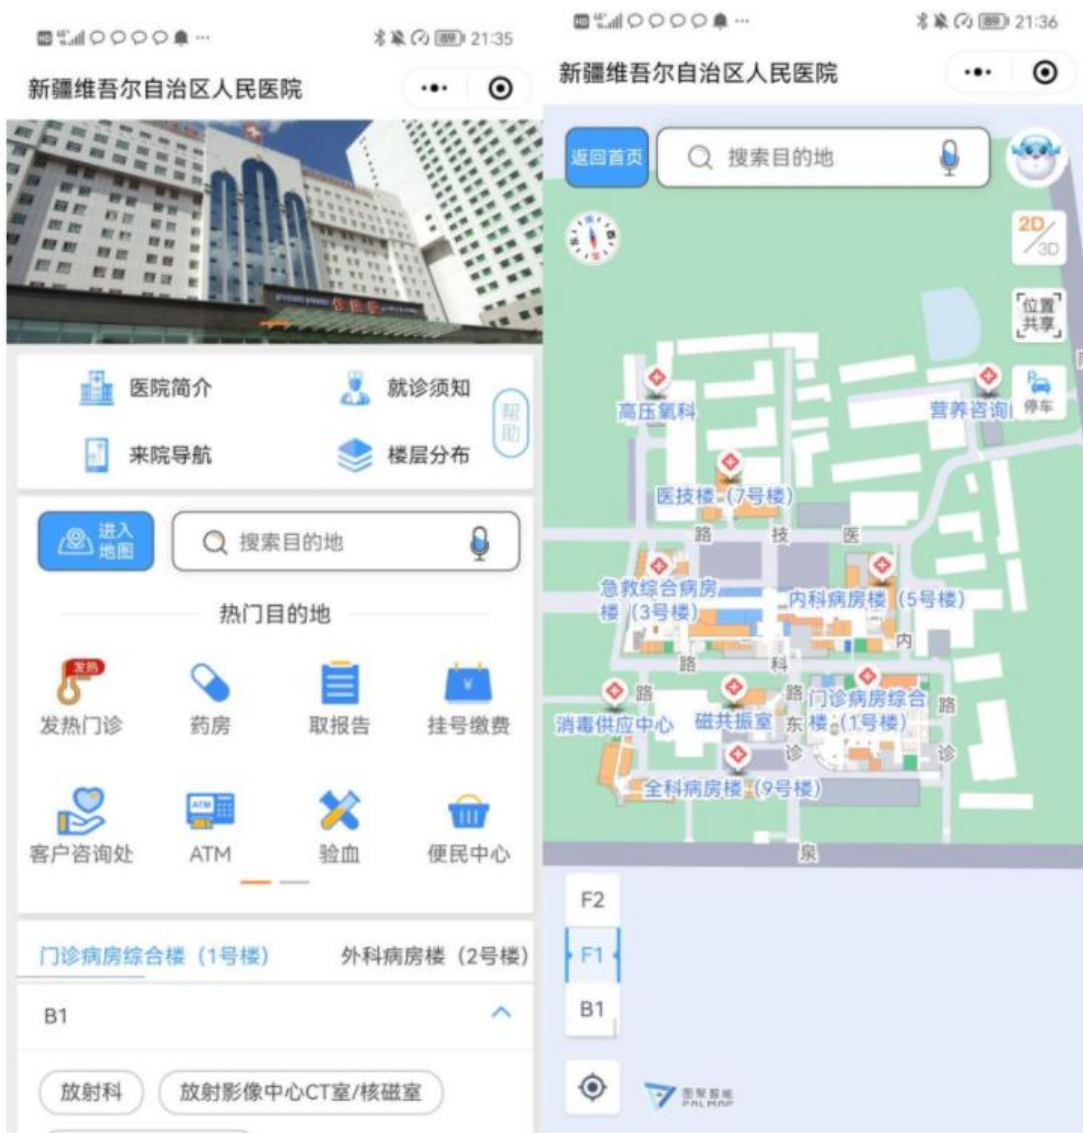 HD
89
21:35
新疆维吾尔自治区人民医院
医院简介
就诊须知
来院导航
楼层分布
帮助
进入
地图
搜索目的地
热门目的地
发热
发热门诊
药房
取报告
¥
挂号缴费
客户咨询处
ATM
ATM
验血
便民中心
门诊病房综合楼（1号楼）
外科病房楼（2号楼）
B1
放射科
放射影像中心CT室/核磁室
HD
89
21:36
新疆维吾尔自治区人民医院
返回首页
搜索目的地
2D/3D
位置
共享
停车
高压氧科
营养咨询
医技楼（7号楼）
路 技 医
急救综合病房
楼（3号楼）
内科病房楼（5号楼）
内
路 科
消毒供应中心
路
磁共振室
路
东
诊
门诊病房综合
楼（1号楼）
路
诊
全科病房楼（9号楼）
泉
F2
F1
B1
图聚智能
PALMAP